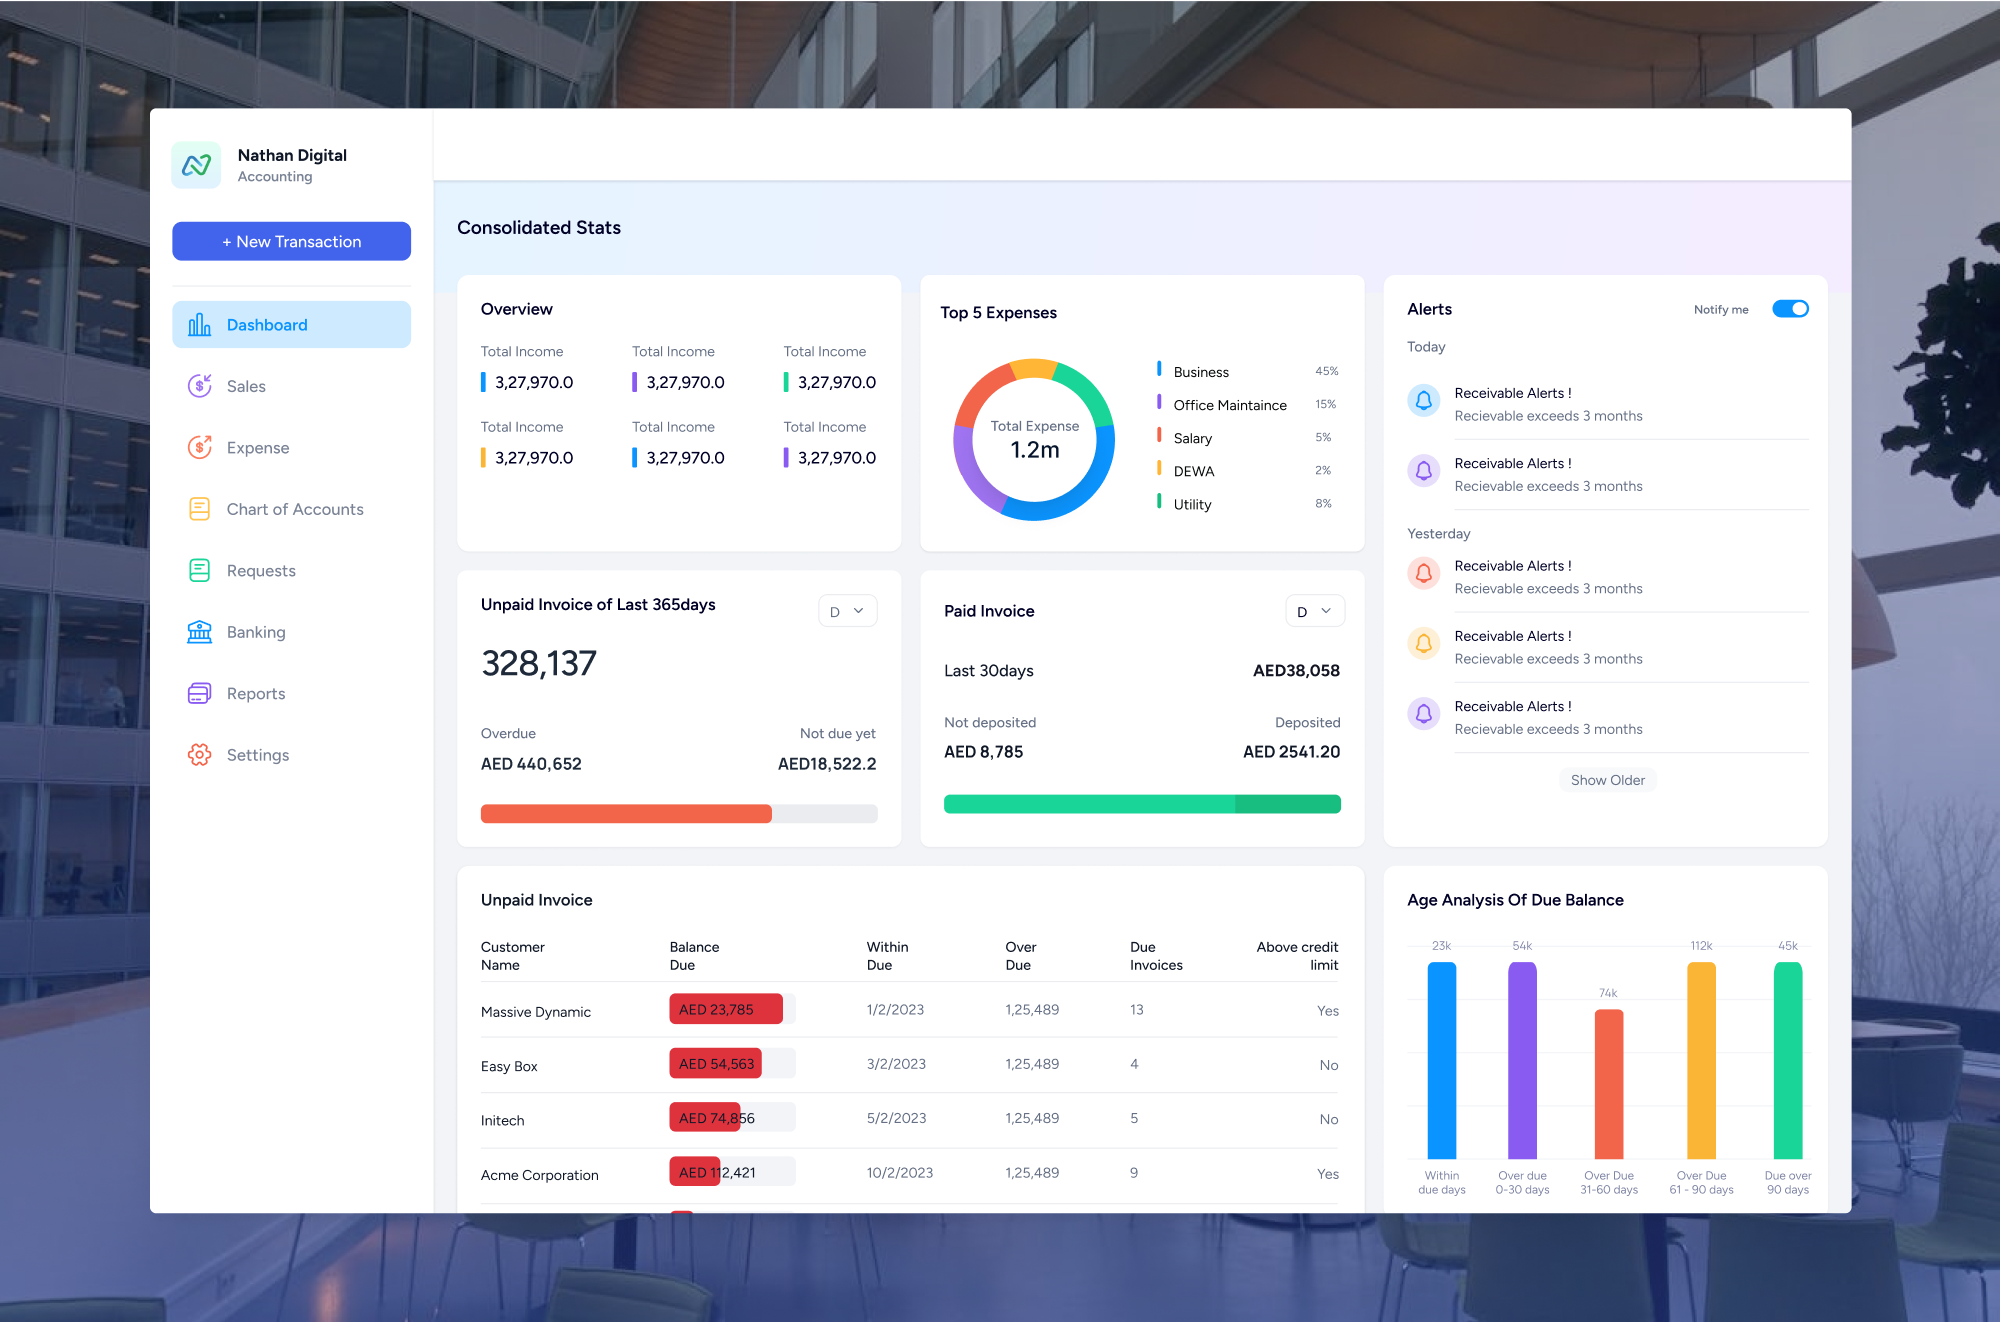 Nathan Digital
Accounting
+ New Transaction
Dashboard
Sales
Expense
Chart of Accounts
Requests
Banking
Reports
Settings
Consolidated Stats
Overview
Total Income Total Income Total Income
3,27,970.0 3,27,970.0 3,27,970.0
Total Income Total Income Total Income
3,27,970.0 3,27,970.0 3,27,970.0
Top 5 Expenses
Total Expense
1.2m
Business 45%
Office Maintaince 15%
Salary 5%
DEWA 2%
Utility 8%
Alerts Notify me
Today
Receivable Alerts !
Recievable exceeds 3 months
Receivable Alerts !
Recievable exceeds 3 months
Yesterday
Receivable Alerts !
Recievable exceeds 3 months
Receivable Alerts !
Recievable exceeds 3 months
Receivable Alerts !
Recievable exceeds 3 months
Show Older
Unpaid Invoice of Last 365days D
328,137
Overdue Not due yet
AED 440,652 AED18,522.2
Paid Invoice D
Last 30days AED38,058
Not deposited Deposited
AED 8,785 AED 2541.20
Unpaid Invoice
Customer Balance Within Over Due Above credit
Name Due Due Due Invoices limit
Massive Dynamic AED 23,785 1/2/2023 1,25,489 13 Yes
Easy Box AED 54,563 3/2/2023 1,25,489 4 No
Initech AED 74,856 5/2/2023 1,25,489 5 No
Acme Corporation AED 112,421 10/2/2023 1,25,489 9 Yes
Age Analysis Of Due Balance
23k 54k 112k 45k
74k
Within Over due Over Due Over Due Due over
due days 0-30 days 31-60 days 61 - 90 days 90 days